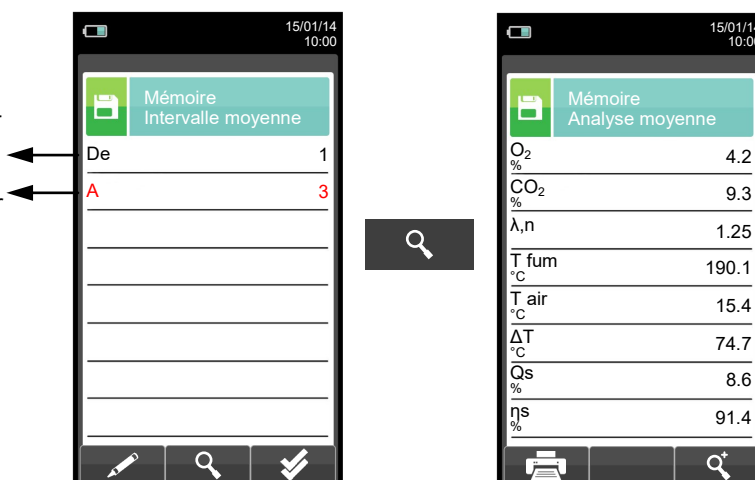 15/01/14
10:00
Mémoire
Intervalle moyenne
De 1
A 3
15/01/14
10:00
Mémoire
Analyse moyenne
O₂
% 4.2
CO₂
% 9.3
λ,n 1.25
T fum
°C 190.1
T air
°C 15.4
ΔT
°C 74.7
Qs
% 8.6
ηs
% 91.4